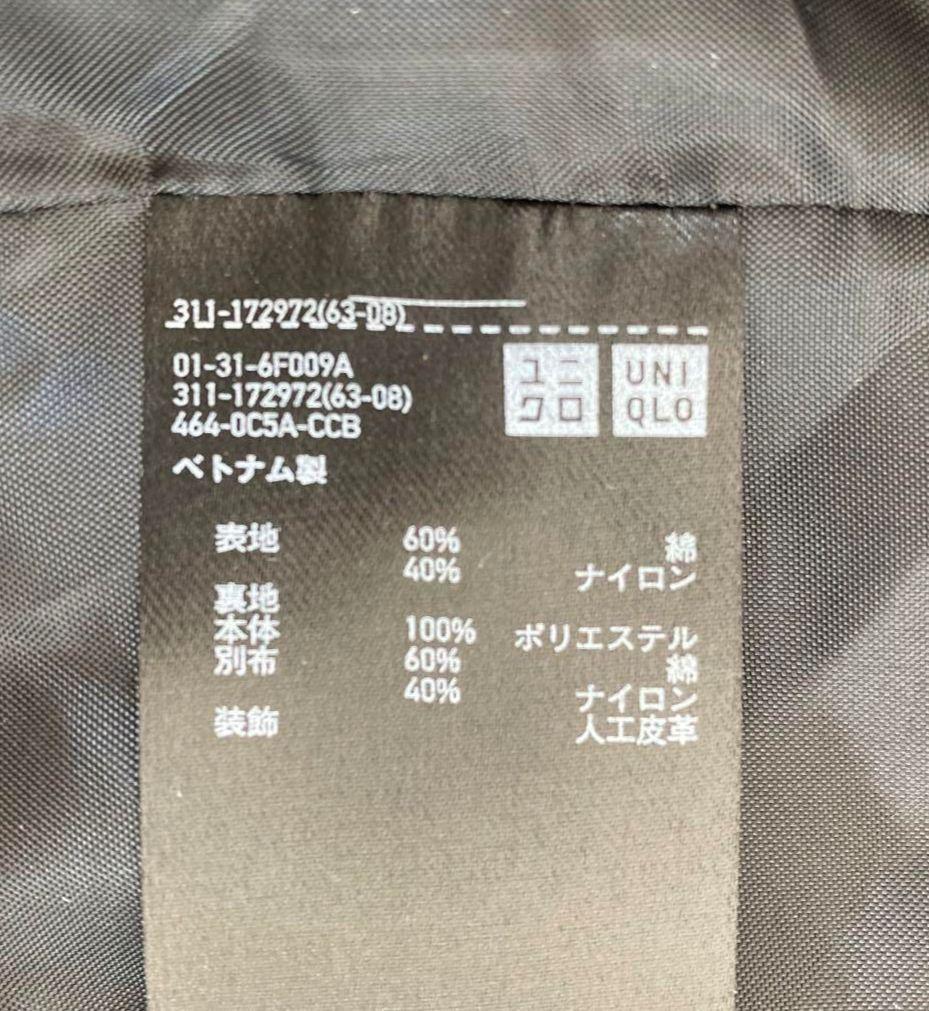 311-172972(63-08)
01-31-6F009A
311-172972(63-08)
464-0C5A-CCB
ユニ
クロ
UNI
QLO
ベトナム製
表地 60% 綿
40% ナイロン
裏地
本体 100% ポリエステル
別布 60% 綿
40% ナイロン
装飾 人工皮革